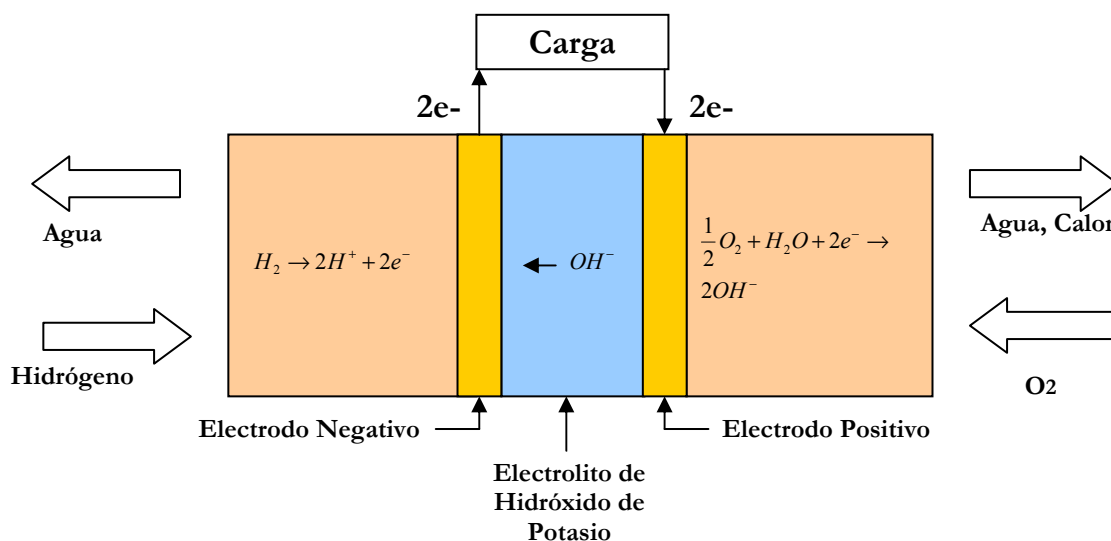 Carga
2e-
2e-
Agua
Agua, Calor
H₂ → 2H⁺ + 2e⁻
OH⁻
½O₂ + H₂O + 2e⁻ →
2OH⁻
Hidrógeno
O2
Electrodo Negativo
Electrodo Positivo
Electrolito de
Hidróxido de
Potasio